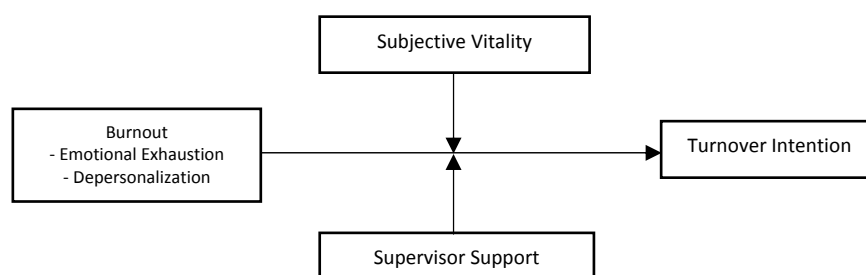 Subjective Vitality
Burnout
- Emotional Exhaustion
- Depersonalization
Turnover Intention
Supervisor Support